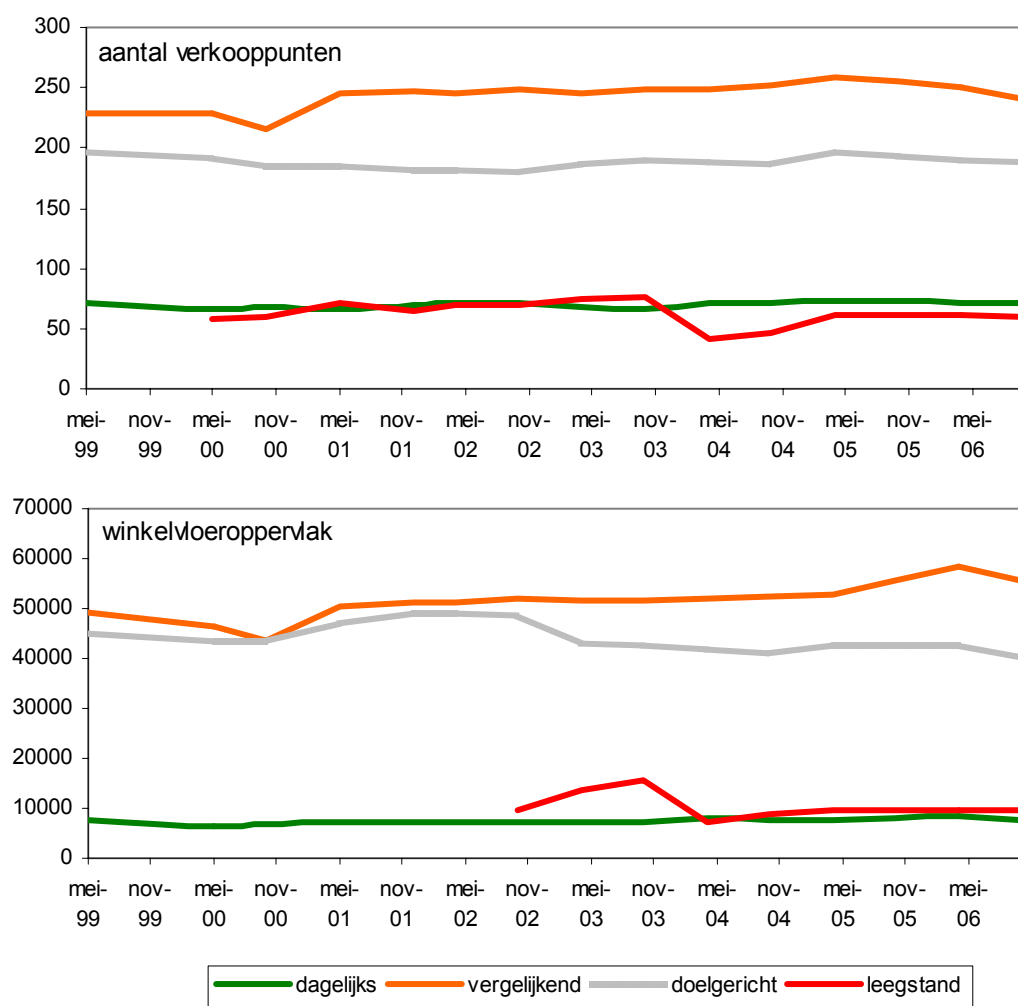 300
aantal verkooppunten
250
200
150
100
50
0
mei- nov- mei- nov- mei- nov- mei- nov- mei- nov- mei- nov- mei- nov- mei-
99 99 00 00 01 01 02 02 03 03 04 04 05 05 06
70000
winkelvloeroppervlak
60000
50000
40000
30000
20000
10000
0
mei- nov- mei- nov- mei- nov- mei- nov- mei- nov- mei- nov- mei- nov- mei-
99 99 00 00 01 01 02 02 03 03 04 04 05 05 06
dagelijks vergelijkend doelgericht leegstand